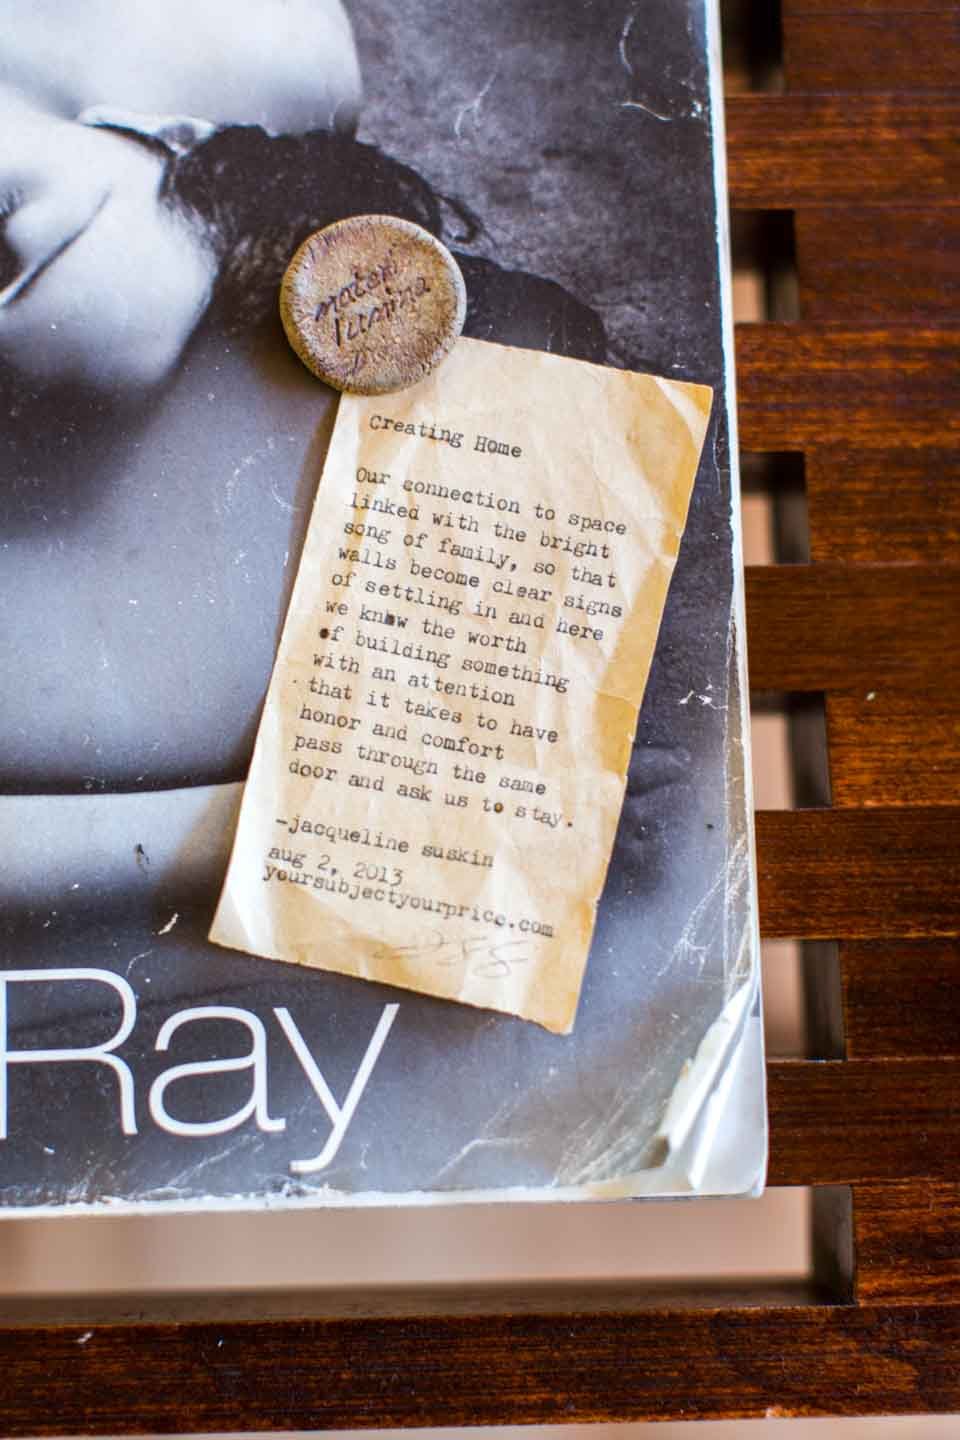 Creating Home
Our connection to space
linked with the bright
song of family, so that
walls become clear signs
of settling in and here
we know the worth
of building something
with an attention
that it takes to have
honor and comfort
pass through the same
door and ask us to stay.
-jacqueline suskin
aug 2, 2013
yoursubjectyourprice.com
Ray